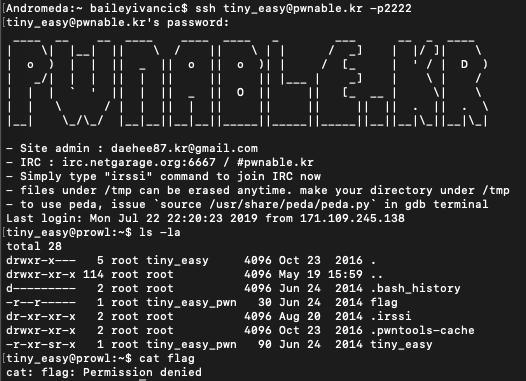 [Andromeda:~ baileyivancic$ ssh tiny_easy@pwnable.kr -p2222
[tiny_easy@pwnable.kr's password:
PWNABLE.KR
- Site admin : daehee87.kr@gmail.com
- IRC : irc.netgarage.org:6667 / #pwnable.kr
- Simply type "irssi" command to join IRC now
- files under /tmp can be erased anytime. make your directory under /tmp
- to use peda, issue `source /usr/share/peda/peda.py` in gdb terminal
Last login: Mon Jul 22 22:20:23 2019 from 171.109.245.138
[tiny_easy@prowl:~$ ls -la
total 28
drwxr-x---   5 root tiny_easy     4096 Oct 23  2016 .
drwxr-xr-x 114 root root          4096 May 19 15:59 ..
d---------   2 root root          4096 Jun 24  2014 .bash_history
-r--r-----   1 root tiny_easy_pwn   30 Jun 24  2014 flag
dr-xr-xr-x   2 root root          4096 Aug 20  2014 .irssi
drwxr-xr-x   2 root root          4096 Oct 23  2016 .pwntools-cache
-r-xr-sr-x   1 root tiny_easy_pwn   90 Jun 24  2014 tiny_easy
[tiny_easy@prowl:~$ cat flag
cat: flag: Permission denied